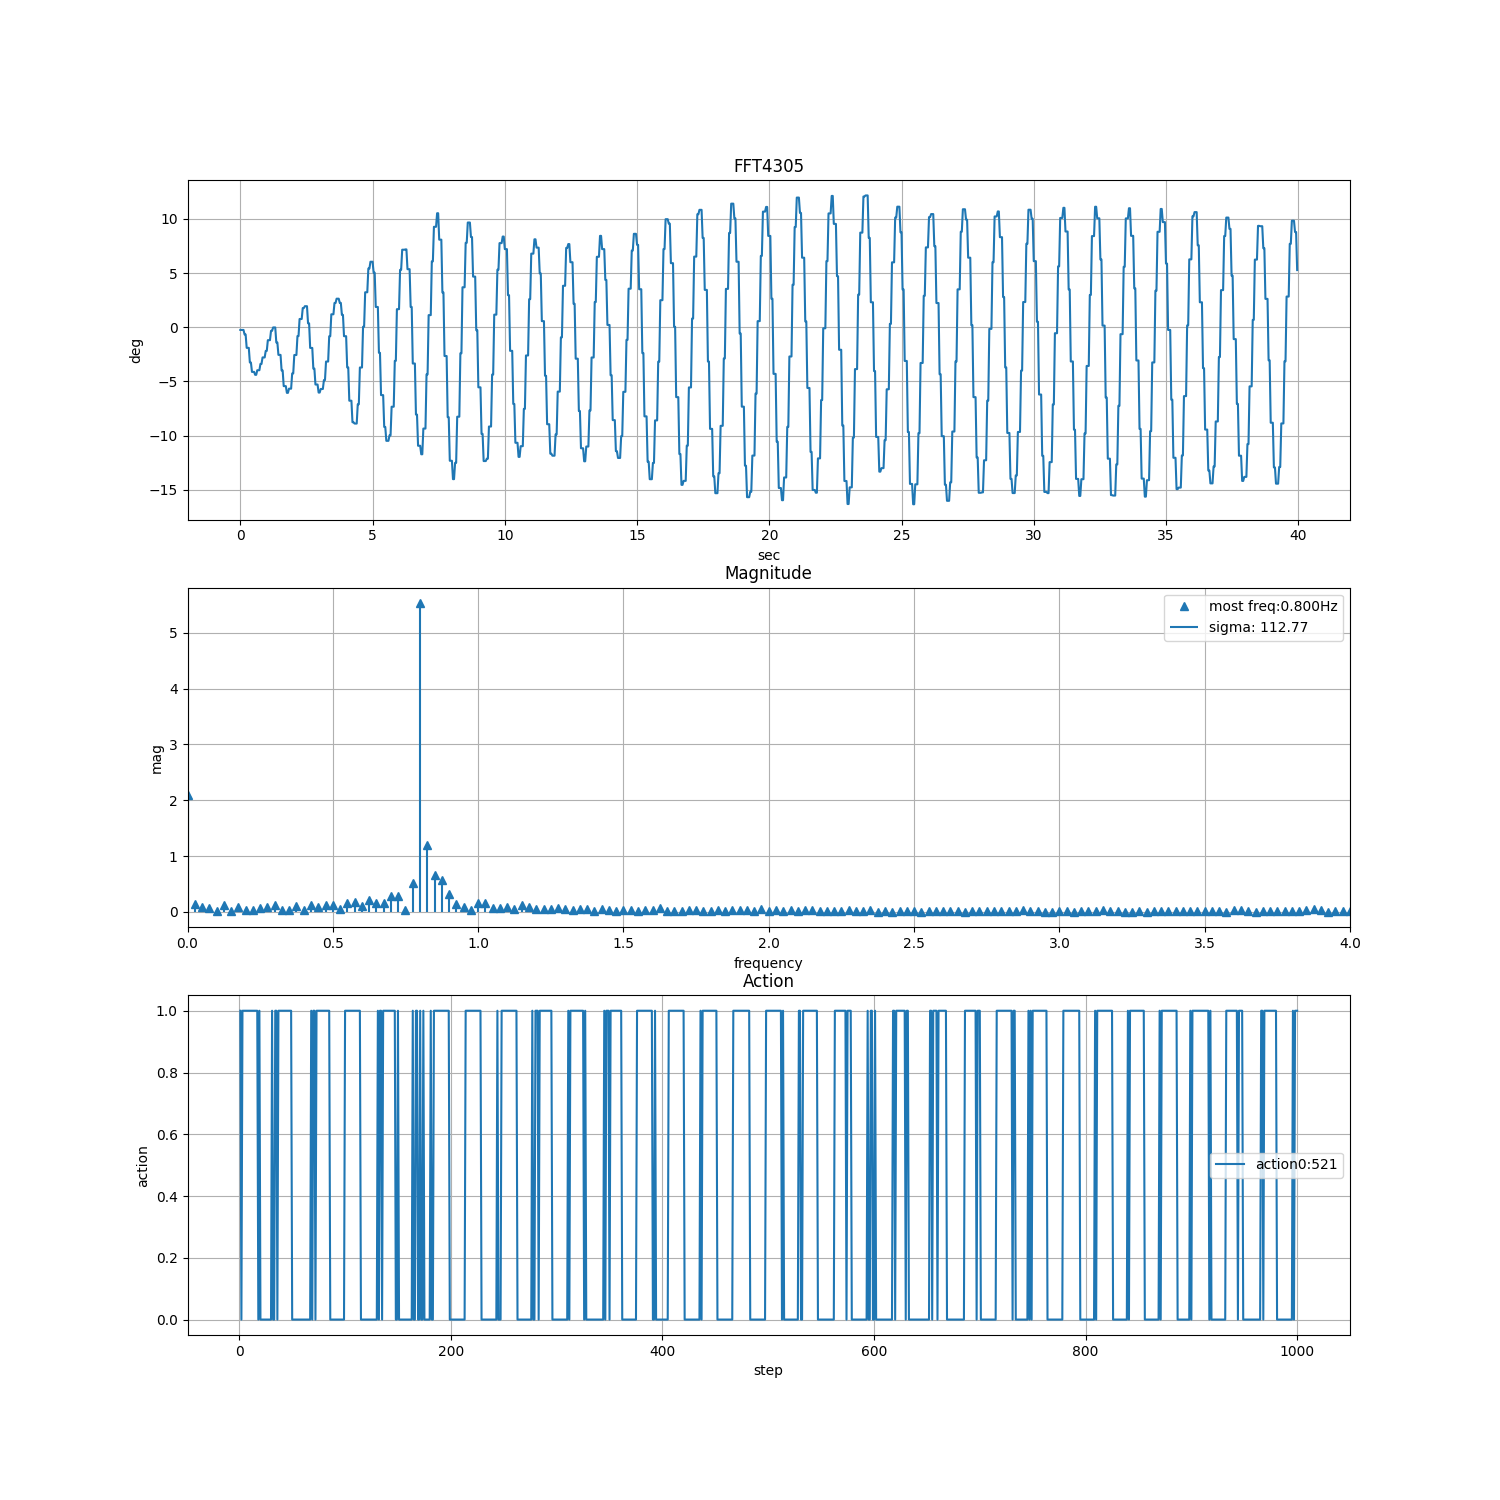 FFT4305
10
5
0
−5
−10
−15
deg
0 5 10 15 20 25 30 35 40
sec
Magnitude
most freq:0.800Hz
sigma: 112.77
5
4
3
2
1
0
mag
0.0 0.5 1.0 1.5 2.0 2.5 3.0 3.5 4.0
frequency
Action
1.0
0.8
0.6
0.4
0.2
0.0
action
action0:521
0 200 400 600 800 1000
step